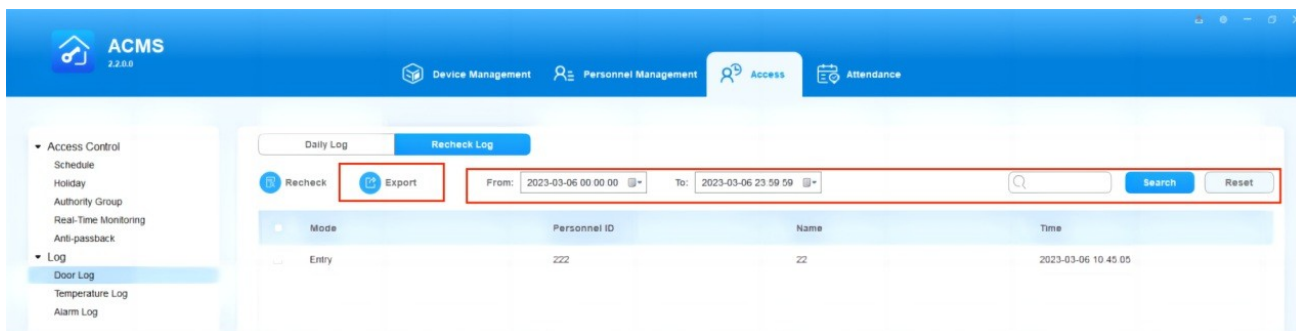 ACMS
2.2.0.0
Device Management
Personnel Management
Access
Attendance
Access Control
Schedule
Holiday
Authority Group
Real-Time Monitoring
Anti-passback
Log
Door Log
Temperature Log
Alarm Log
Daily Log
Recheck Log
Recheck
Export
From: 2023-03-06 00 00 00 To: 2023-03-06 23 59 59
Search
Reset
Mode Personnel ID Name Time
Entry 222 22 2023-03-06 10 45 05